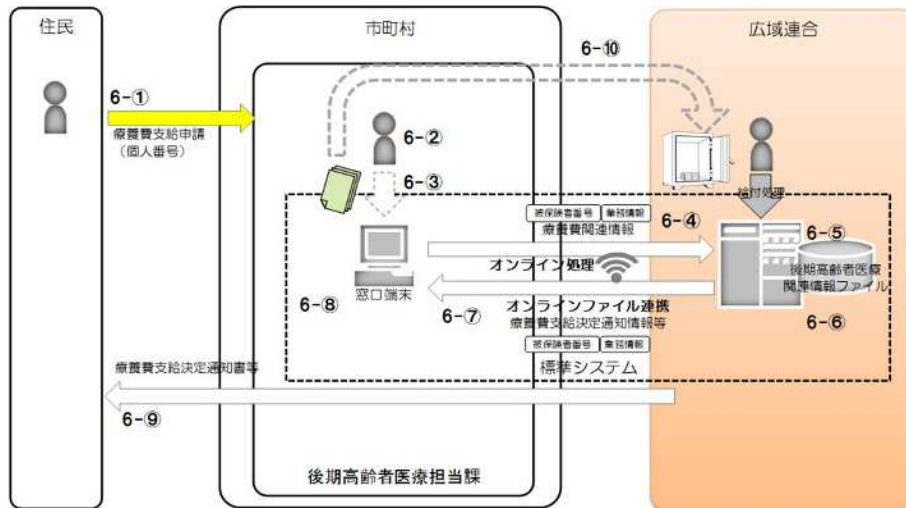 住民
市町村
広域連合
6-⑩
6-①
療養費支給申請
（個人番号）
6-②
6-③
給付処理
被保険者番号 業務情報
6-④
療養費関連情報
6-⑤
オンライン処理
後期高齢者医療
関連情報ファイル
窓口端末
6-⑧
6-⑦
オンラインファイル連携
6-⑥
療養費支給決定通知情報等
被保険者番号 業務情報
標準システム
療養費支給決定通知書等
6-⑨
後期高齢者医療担当課